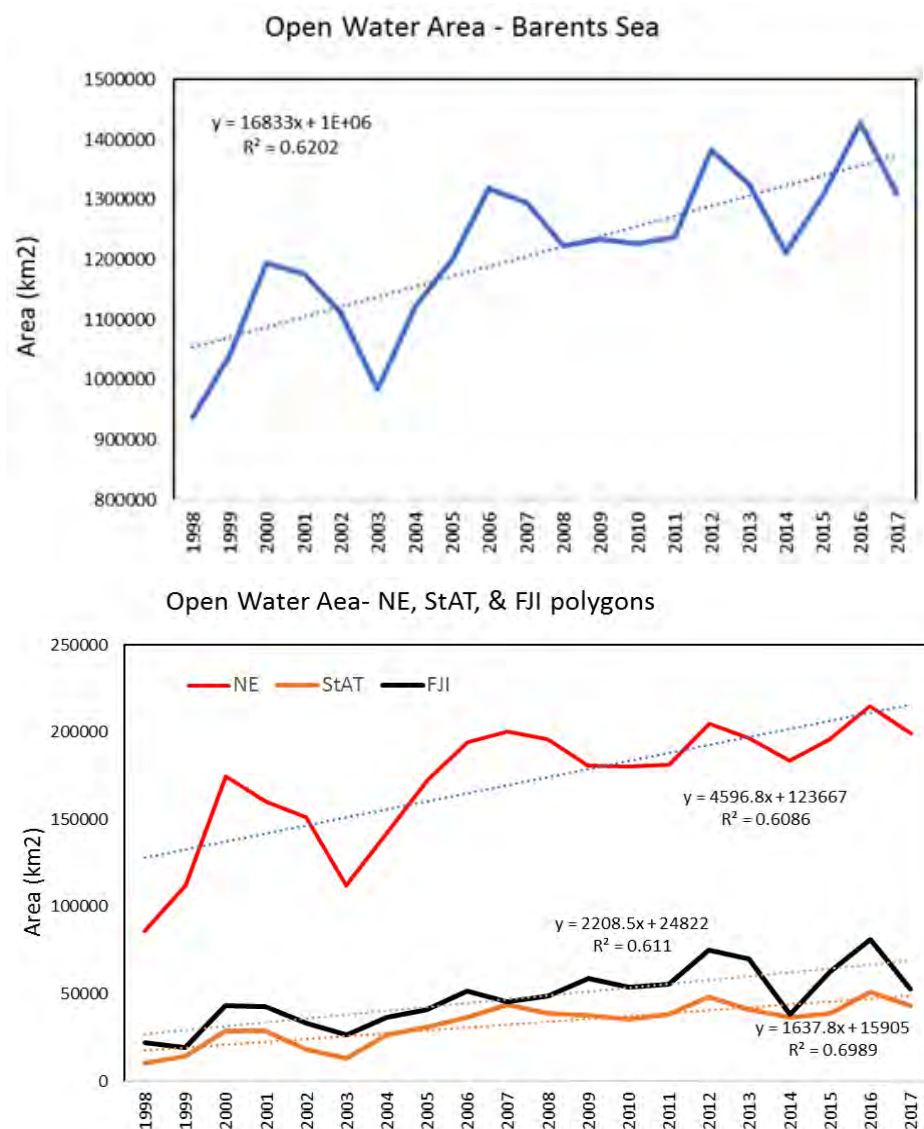 Open Water Area - Barents Sea
1500000
y = 16833x + 1E+06
R² = 0.6202
1400000
1300000
1200000
1100000
1000000
900000
800000
Area (km2)
1998 1999 2000 2001 2002 2003 2004 2005 2006 2007 2008 2009 2010 2011 2012 2013 2014 2015 2016 2017
Open Water Aea- NE, StAT, & FJI polygons
250000
NE StAT FJI
200000
150000
100000
50000
0
Area (km2)
y = 4596.8x + 123667
R² = 0.6086
y = 2208.5x + 24822
R² = 0.611
y = 1637.8x + 15905
R² = 0.6989
1998 1999 2000 2001 2002 2003 2004 2005 2006 2007 2008 2009 2010 2011 2012 2013 2014 2015 2016 2017